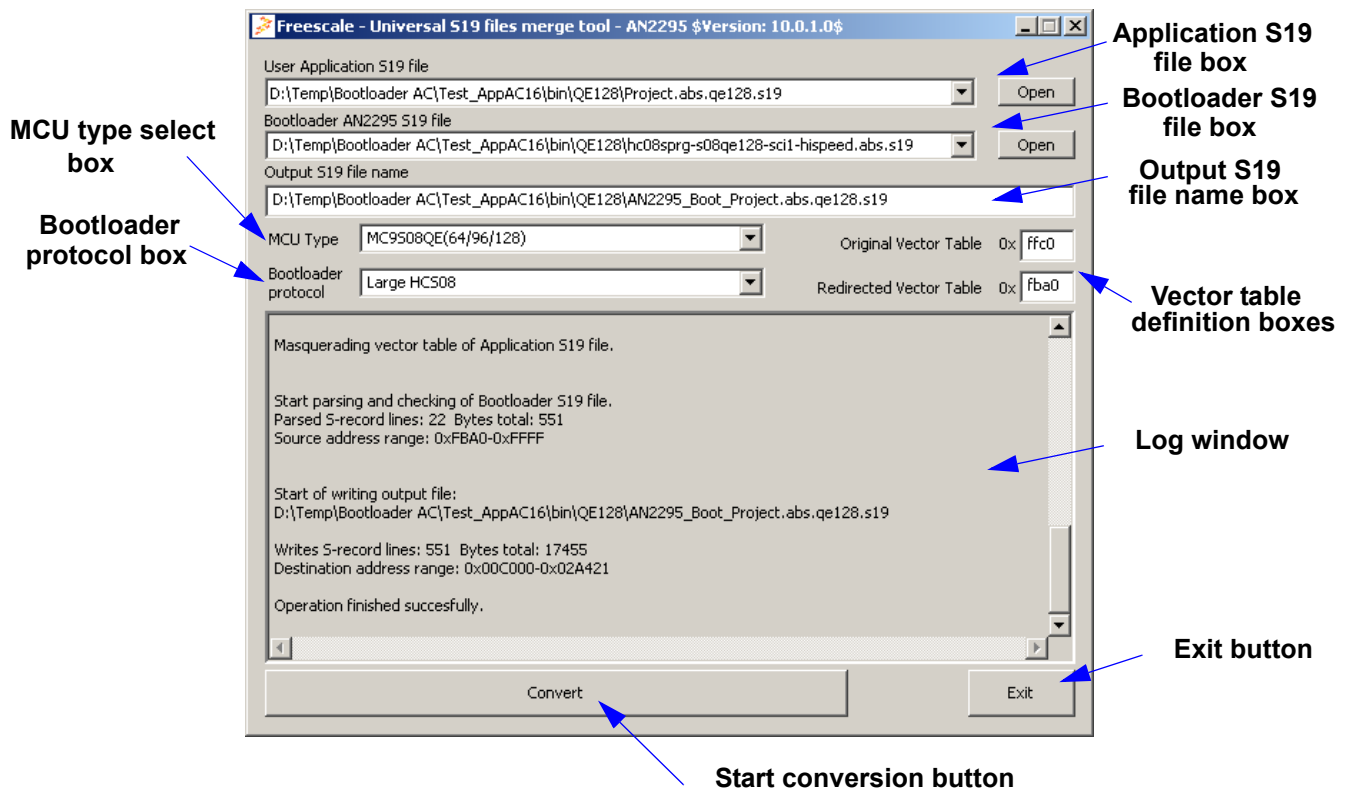 Freescale - Universal S19 files merge tool - AN2295 $Version: 10.0.1.0$
Application S19
file box
User Application S19 file
D:\Temp\Bootloader AC\Test_AppAC16\bin\QE128\Project.abs.qe128.s19
Open
Bootloader S19
file box
Bootloader AN2295 S19 file
D:\Temp\Bootloader AC\Test_AppAC16\bin\QE128\hc08sprg-s08qe128-sci1-hispeed.abs.s19
Open
MCU type select
box
Output S19 file name
D:\Temp\Bootloader AC\Test_AppAC16\bin\QE128\AN2295_Boot_Project.abs.qe128.s19
Output S19
file name box
Bootloader
protocol box
MCU Type MC9S08QE(64/96/128) Original Vector Table 0x ffc0
Bootloader
protocol
Large HCS08 Redirected Vector Table 0x fba0
Vector table
definition boxes
Masquerading vector table of Application S19 file.
Start parsing and checking of Bootloader S19 file.
Parsed S-record lines: 22 Bytes total: 551
Source address range: 0xFBA0-0xFFFF
Log window
Start of writing output file:
D:\Temp\Bootloader AC\Test_AppAC16\bin\QE128\AN2295_Boot_Project.abs.qe128.s19
Writes S-record lines: 551 Bytes total: 17455
Destination address range: 0x00C000-0x02A421
Operation finished succesfully.
Exit button
Convert
Exit
Start conversion button